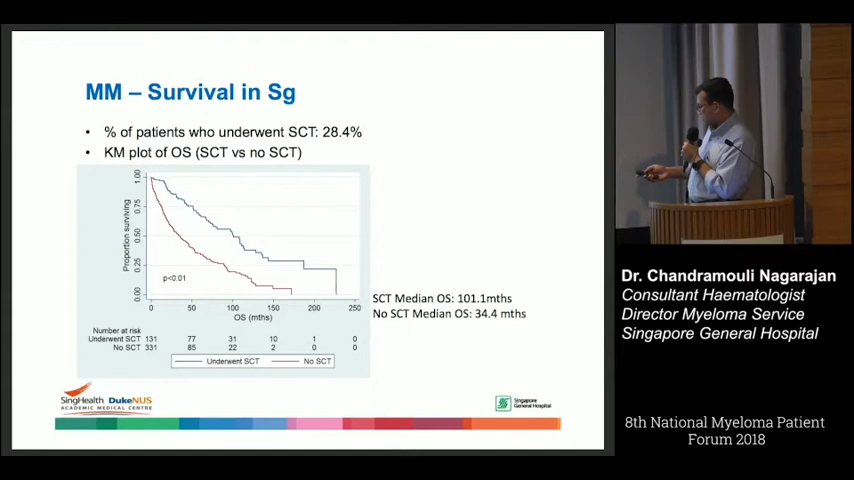 MM – Survival in Sg
• % of patients who underwent SCT: 28.4%
• KM plot of OS (SCT vs no SCT)
Proportion surviving
1.00
0.75
0.50
0.25
0.00
p<0.01
0 50 100 150 200 250
OS (mths)
Number at risk
Underwent SCT 131 77 31 10 1 0
No SCT 331 85 22 2 0 0
Underwent SCT No SCT
SCT Median OS: 101.1mths
No SCT Median OS: 34.4 mths
SingHealth DukeNUS
ACADEMIC MEDICAL CENTRE
Singapore
General Hospital
Dr. Chandramouli Nagarajan
Consultant Haematologist
Director Myeloma Service
Singapore General Hospital
8th National Myeloma Patient
Forum 2018